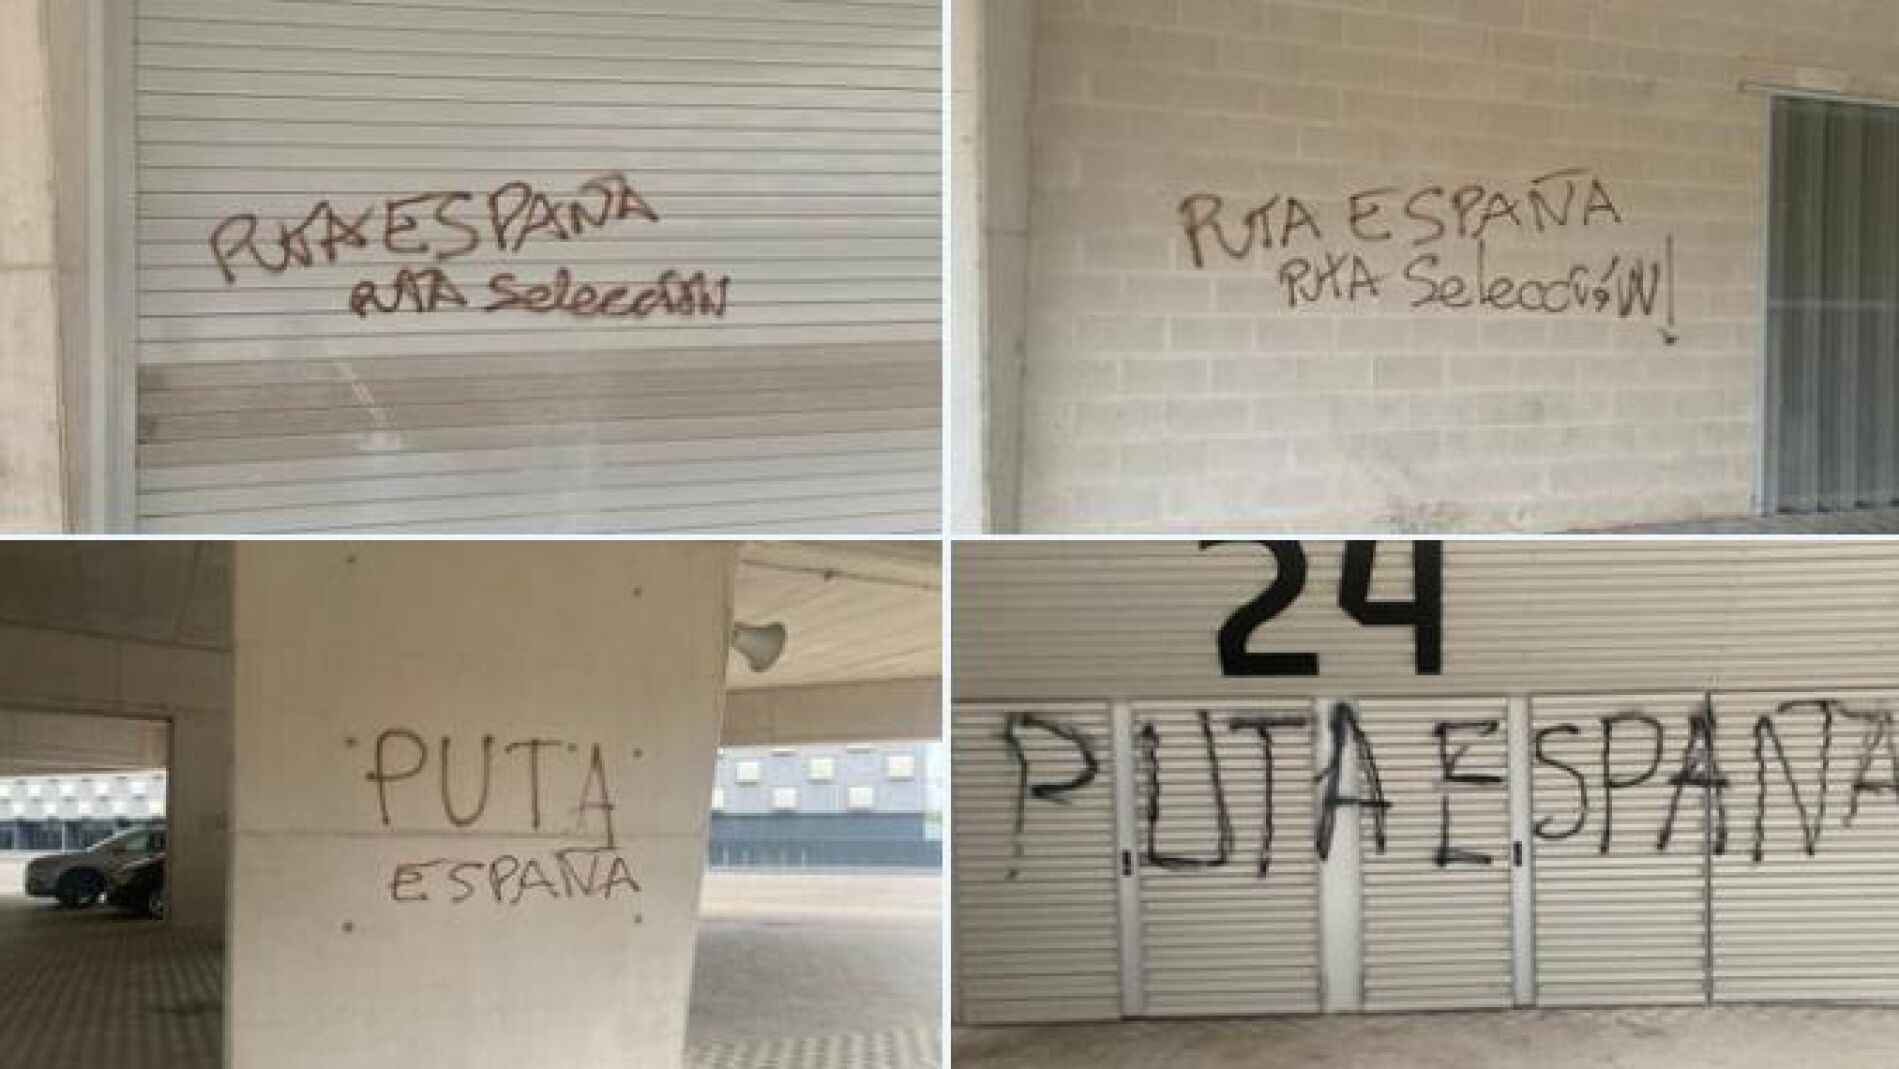 PUTA ESPAÑA
PUTA Selección
PUTA ESPAÑA
PUTA SeleccióN!
PUTA
ESPAÑA
24
PUTA ESPAÑA